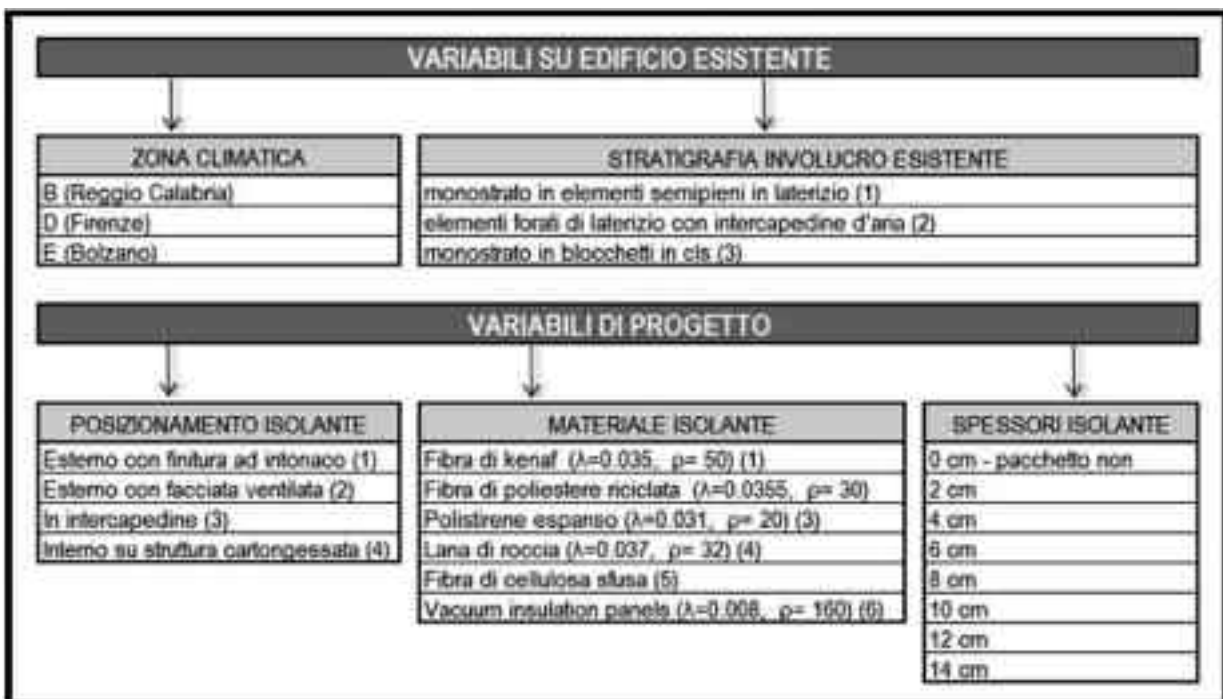 VARIABILI SU EDIFICIO ESISTENTE
ZONA CLIMATICA
B (Reggio Calabria)
D (Firenze)
E (Bolzano)
STRATIGRAFIA INVOLUCRO ESISTENTE
monostrato in elementi semipieni in laterizio (1)
elementi forati di laterizio con intercapedine d'aria (2)
monostrato in blocchetti in cls (3)
VARIABILI DI PROGETTO
POSIZIONAMENTO ISOLANTE
Esterno con finitura ad intonaco (1)
Esterno con facciata ventilata (2)
In intercapedine (3)
Interno su struttura cartongessata (4)
MATERIALE ISOLANTE
Fibra di kenaf (λ=0.035, ρ= 50) (1)
Fibra di poliestere riciclata (λ=0.0355, ρ= 30)
Polistirene espanso (λ=0.031, ρ= 20) (3)
Lana di roccia (λ=0.037, ρ= 32) (4)
Fibra di cellulosa sfusa (5)
Vacuum insulation panels (λ=0.008, ρ= 160) (6)
SPESSORI ISOLANTE
0 cm - pacchetto non
2 cm
4 cm
6 cm
8 cm
10 cm
12 cm
14 cm